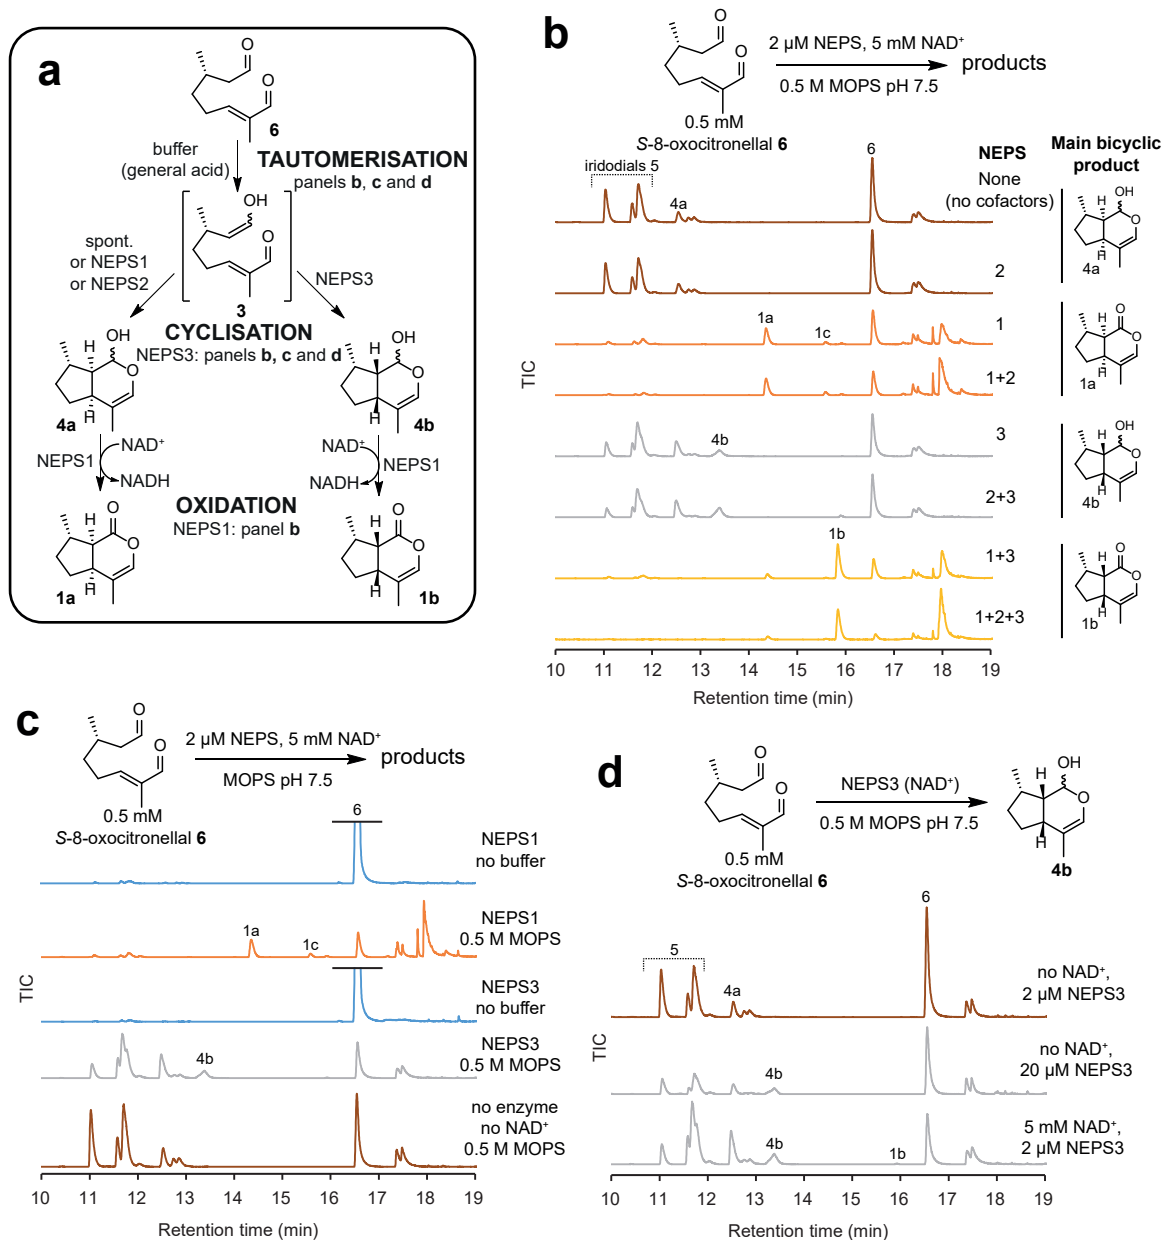 a
O
O
6
buffer
(general acid)
TAUTOMERISATION
panels b, c and d
OH
O
3
spont.
or NEPS1
or NEPS2
NEPS3
CYCLISATION
NEPS3: panels b, c and d
H
OH
O
H
4a
H
OH
O
H
4b
NEPS1
NAD+
NADH
NAD+
NADH
NEPS1
OXIDATION
NEPS1: panel b
H
O
O
H
1a
H
O
O
H
1b
b
O
O
0.5 mM
S-8-oxocitronellal 6
2 µM NEPS, 5 mM NAD+
0.5 M MOPS pH 7.5
products
NEPS
Main bicyclic
product
iridodials 5
4a
6
None
(no cofactors)
2
H
OH
O
H
4a
1a
1c
1
1+2
H
O
O
H
1a
4b
3
2+3
H
OH
O
H
4b
1b
1+3
1+2+3
H
O
O
H
1b
TIC
10 11 12 13 14 15 16 17 18 19
Retention time (min)
c
O
O
0.5 mM
S-8-oxocitronellal 6
2 µM NEPS, 5 mM NAD+
MOPS pH 7.5
products
6
NEPS1
no buffer
1a
1c
NEPS1
0.5 M MOPS
NEPS3
no buffer
4b
NEPS3
0.5 M MOPS
no enzyme
no NAD+
0.5 M MOPS
TIC
10 11 12 13 14 15 16 17 18 19
Retention time (min)
d
O
O
0.5 mM
S-8-oxocitronellal 6
NEPS3 (NAD+)
0.5 M MOPS pH 7.5
H
OH
O
H
4b
5
4a
6
no NAD+,
2 µM NEPS3
4b
no NAD+,
20 µM NEPS3
4b
1b
5 mM NAD+,
2 µM NEPS3
TIC
10 11 12 13 14 15 16 17 18 19
Retention time (min)